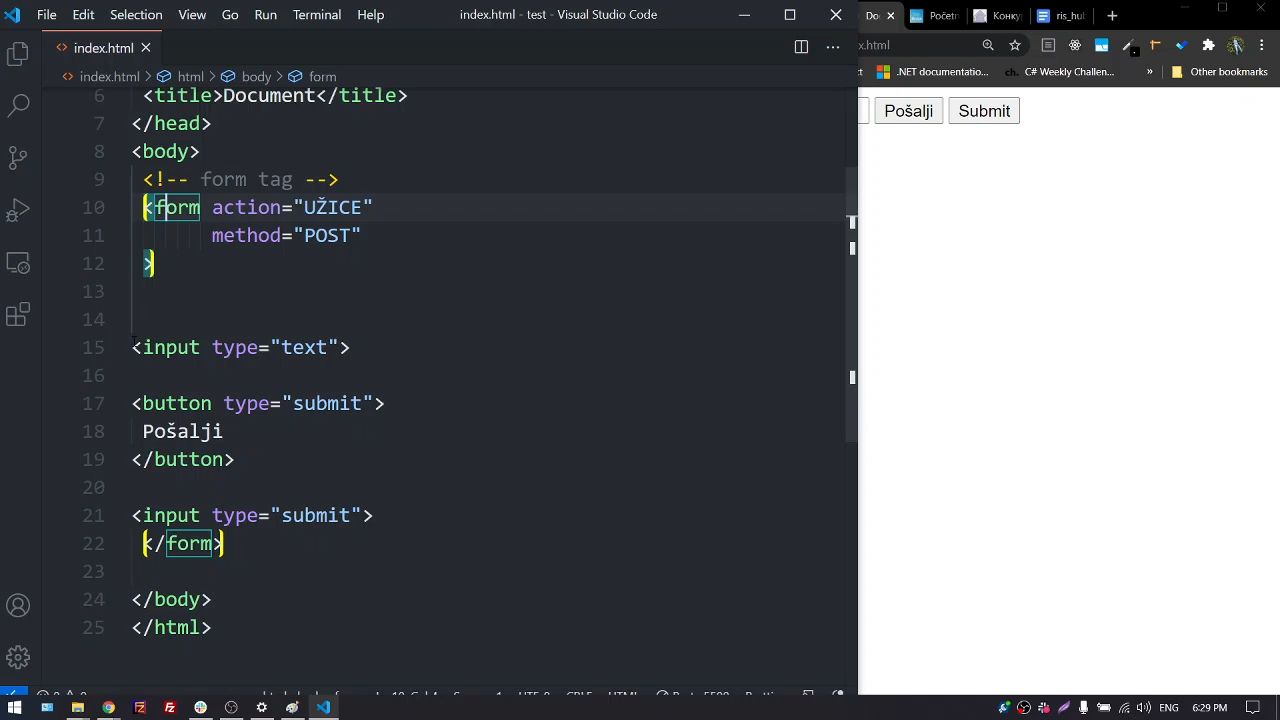 File Edit Selection View Go Run Terminal Help index.html - test - Visual Studio Code
index.html
index.html > html > body > form
6 <title>Document</title>
7 </head>
8 <body>
9 <!-- form tag -->
10 <form action="UŽICE"
11 method="POST"
12 >
13
14
15 <input type="text">
16
17 <button type="submit">
18 Pošalji
19 </button>
20
21 <input type="submit">
22 </form>
23
24 </body>
25 </html>
Do Početn Конку ris_hul
.html
.NET documentatio... ch. C# Weekly Challen... » Other bookmarks
Pošalji Submit
ENG 6:29 PM